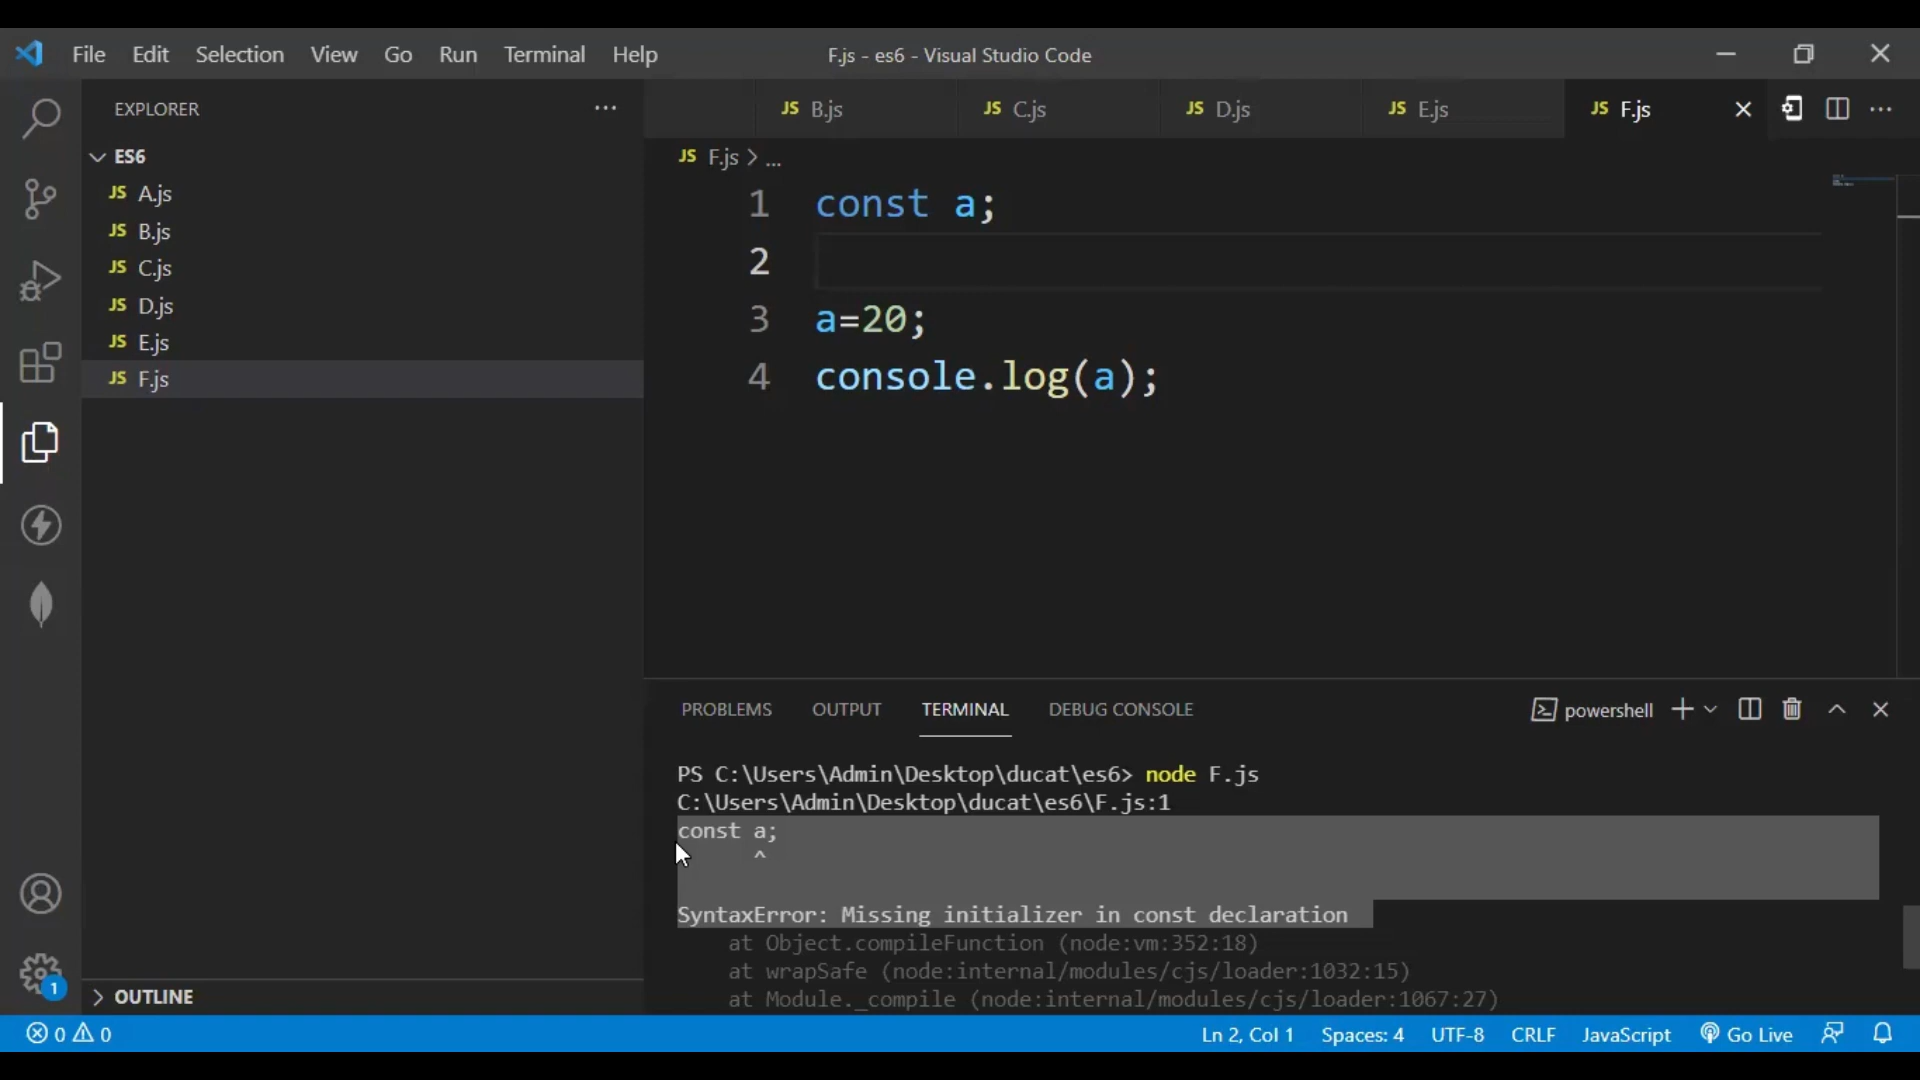 File Edit Selection View Go Run Terminal Help F.js - es6 - Visual Studio Code
EXPLORER ...
JS B.js JS C.js JS D.js JS E.js JS F.js
ES6
JS A.js
JS B.js
JS C.js
JS D.js
JS E.js
JS F.js
OUTLINE
JS F.js > ...
1 const a;
2
3 a=20;
4 console.log(a);
PROBLEMS OUTPUT TERMINAL DEBUG CONSOLE powershell
PS C:\Users\Admin\Desktop\ducat\es6> node F.js
C:\Users\Admin\Desktop\ducat\es6\F.js:1
const a;
^
SyntaxError: Missing initializer in const declaration
at Object.compileFunction (node:vm:352:18)
at wrapSafe (node:internal/modules/cjs/loader:1032:15)
at Module._compile (node:internal/modules/cjs/loader:1067:27)
1
0 0 Ln 2, Col 1 Spaces: 4 UTF-8 CRLF JavaScript Go Live